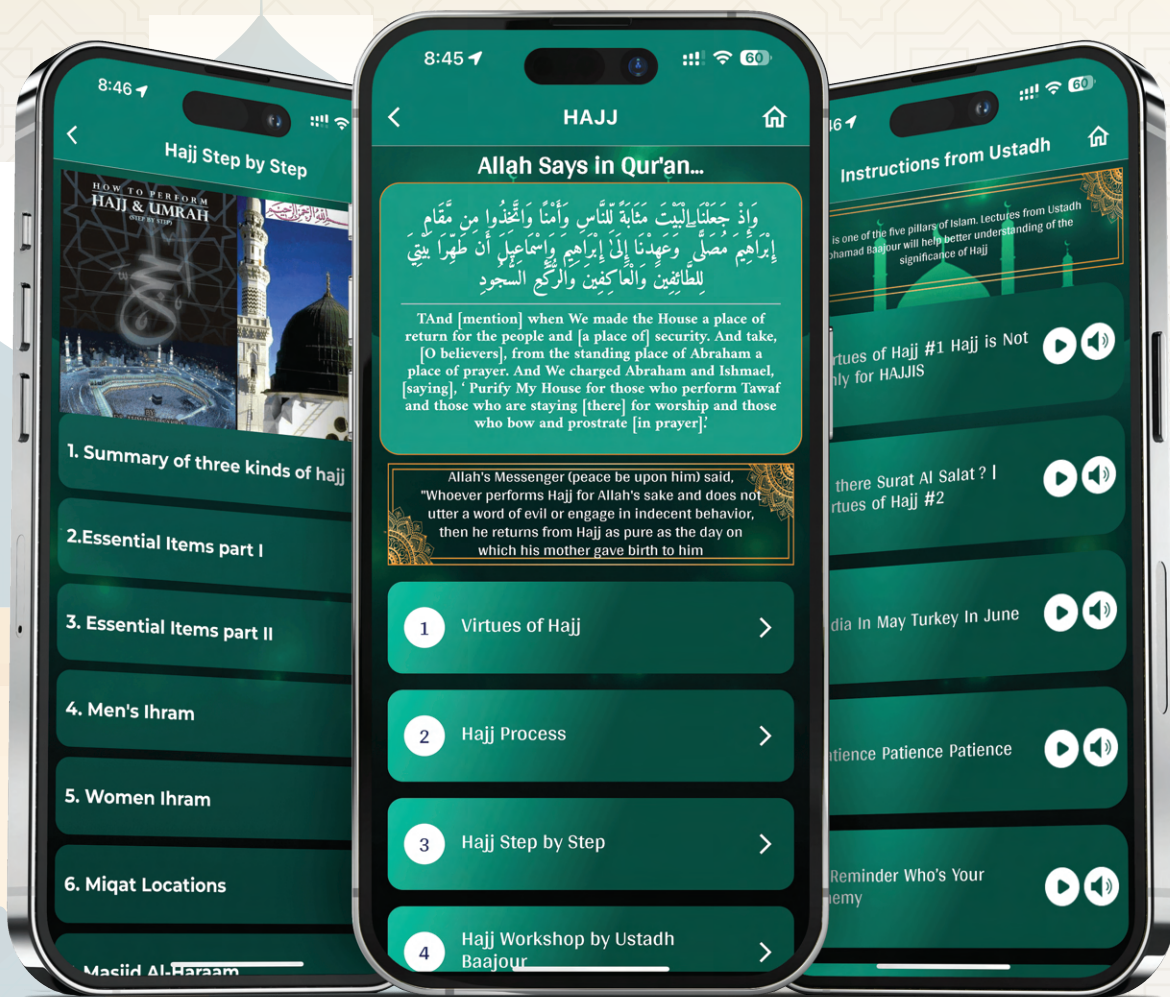 8:46
Hajj Step by Step
HOW TO PERFORM
HAJJ & UMRAH
(STEP BY STEP)
1. Summary of three kinds of hajj
2.Essential Items part I
3. Essential Items part II
4. Men's Ihram
5. Women Ihram
6. Miqat Locations
Masjid Al-Haraam
8:45
60
HAJJ
Allah Says in Qur'an...
وَإِذْ جَعَلْنَا الْبَيْتَ مَثَابَةً لِّلنَّاسِ وَأَمْنًا وَاتَّخِذُوا مِن مَّقَامِ
إِبْرَاهِيمَ مُصَلًّى وَعَهِدْنَا إِلَىٰ إِبْرَاهِيمَ وَإِسْمَاعِيلَ أَن طَهِّرَا بَيْتِيَ
لِلطَّائِفِينَ وَالْعَاكِفِينَ وَالرُّكَّعِ السُّجُودِ
TAnd [mention] when We made the House a place of
return for the people and [a place of] security. And take,
[O believers], from the standing place of Abraham a
place of prayer. And We charged Abraham and Ishmael,
[saying], ‘ Purify My House for those who perform Tawaf
and those who are staying [there] for worship and those
who bow and prostrate [in prayer].’
Allah's Messenger (peace be upon him) said,
"Whoever performs Hajj for Allah's sake and does not
utter a word of evil or engage in indecent behavior,
then he returns from Hajj as pure as the day on
which his mother gave birth to him
1 Virtues of Hajj
2 Hajj Process
3 Hajj Step by Step
4 Hajj Workshop by Ustadh
Baajour
46
60
Instructions from Ustadh
is one of the five pillars of Islam. Lectures from Ustadh
ohamad Baajour will help better understanding of the
significance of Hajj
rtues of Hajj #1 Hajj is Not
nly for HAJJIS
there Surat Al Salat ? |
rtues of Hajj #2
dia In May Turkey In June
tience Patience Patience
Reminder Who's Your
emy